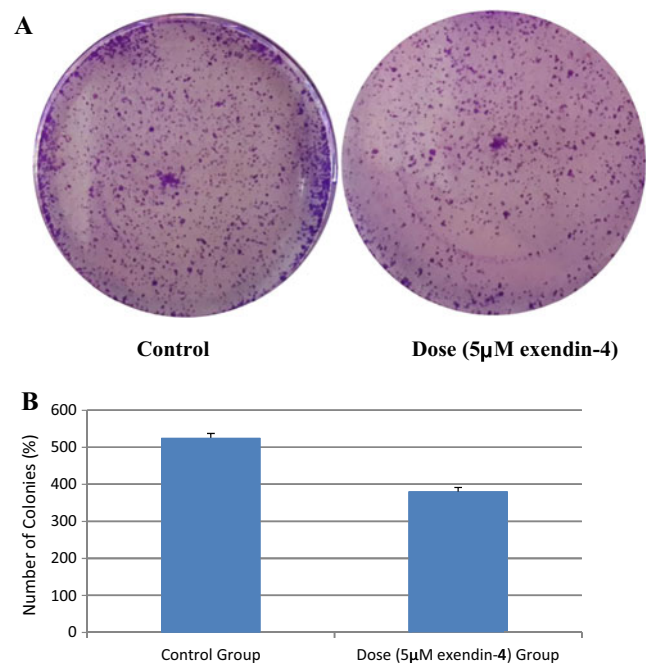 A
Control
Dose (5μM exendin-4)
B
Number of Colonies (%)
600
500
400
300
200
100
0
Control Group
Dose (5μM exendin-4) Group